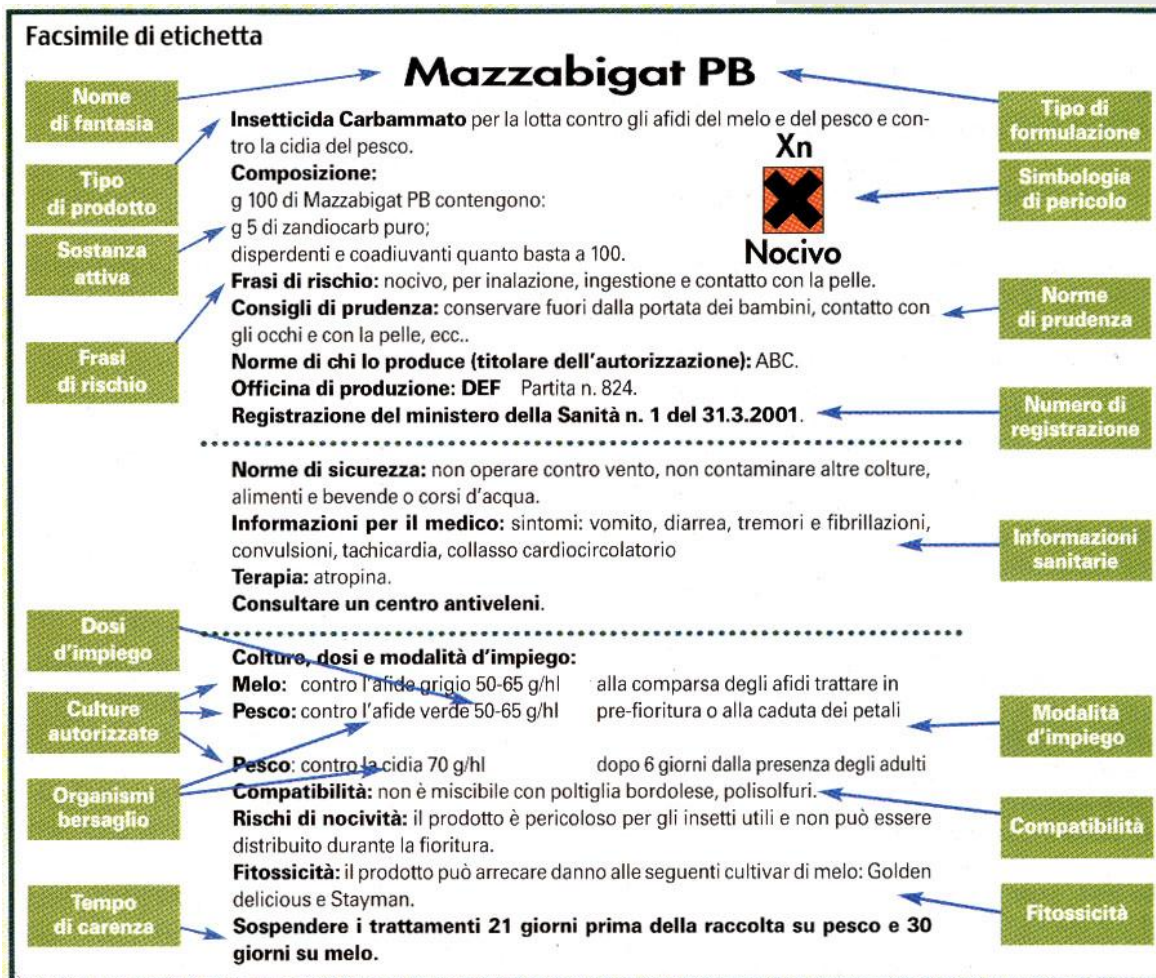 Facsimile di etichetta
Mazzabigat PB
Nome
di fantasia
Tipo di
formulazione
Insetticida Carbammato per la lotta contro gli afidi del melo e del pesco e con-
tro la cidia del pesco.
Xn
Tipo
di prodotto
Composizione:
g 100 di Mazzabigat PB contengono:
Simbologia
di pericolo
Sostanza
attiva
g 5 di zandiocarb puro;
disperdenti e coadiuvanti quanto basta a 100.
Nocivo
Frasi di rischio: nocivo, per inalazione, ingestione e contatto con la pelle.
Consigli di prudenza: conservare fuori dalla portata dei bambini, contatto con
gli occhi e con la pelle, ecc..
Norme
di prudenza
Frasi
di rischio
Norme di chi lo produce (titolare dell'autorizzazione): ABC.
Officina di produzione: DEF Partita n. 824.
Registrazione del ministero della Sanità n. 1 del 31.3.2001.
Numero di
registrazione
Norme di sicurezza: non operare contro vento, non contaminare altre colture,
alimenti e bevende o corsi d'acqua.
Informazioni per il medico: sintomi: vomito, diarrea, tremori e fibrillazioni,
convulsioni, tachicardia, collasso cardiocircolatorio
Informazioni
sanitarie
Terapia: atropina.
Consultare un centro antiveleni.
Dosi
d'impiego
Colture, dosi e modalità d'impiego:
Melo: contro l'afide grigio 50-65 g/hl alla comparsa degli afidi trattare in
Pesco: contro l'afide verde 50-65 g/hl pre-fioritura o alla caduta dei petali
Culture
autorizzate
Modalità
d'impiego
Pesco: contro la cidia 70 g/hl dopo 6 giorni dalla presenza degli adulti
Organismi
bersaglio
Compatibilità: non è miscibile con poltiglia bordolese, polisolfuri.
Compatibilità
Rischi di nocività: il prodotto è pericoloso per gli insetti utili e non può essere
distribuito durante la fioritura.
Fitossicità: il prodotto può arrecare danno alle seguenti cultivar di melo: Golden
delicious e Stayman.
Fitossicità
Tempo
di carenza
Sospendere i trattamenti 21 giorni prima della raccolta su pesco e 30
giorni su melo.